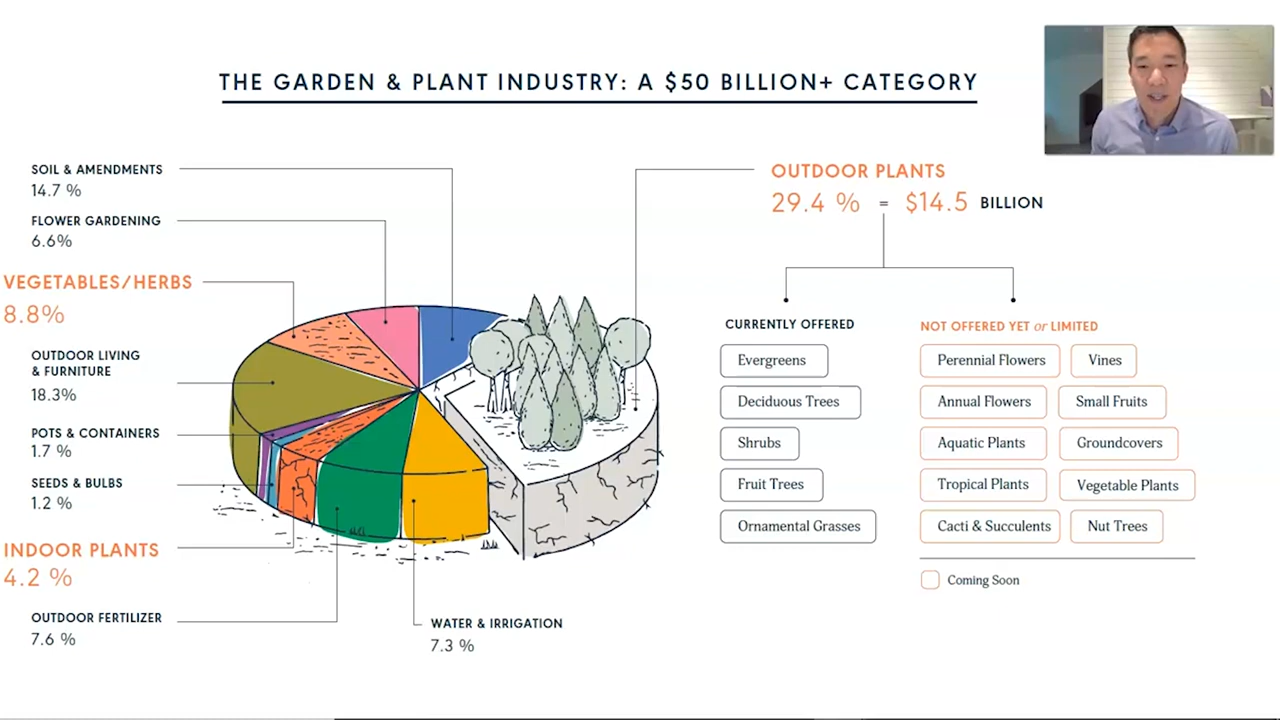 THE GARDEN & PLANT INDUSTRY: A $50 BILLION+ CATEGORY
SOIL & AMENDMENTS
14.7 %
FLOWER GARDENING
6.6%
VEGETABLES/HERBS
8.8%
OUTDOOR LIVING
& FURNITURE
18.3%
POTS & CONTAINERS
1.7 %
SEEDS & BULBS
1.2 %
INDOOR PLANTS
4.2 %
OUTDOOR FERTILIZER
7.6 %
WATER & IRRIGATION
7.3 %
OUTDOOR PLANTS
29.4 % = $14.5 BILLION
CURRENTLY OFFERED
Evergreens
Deciduous Trees
Shrubs
Fruit Trees
Ornamental Grasses
NOT OFFERED YET or LIMITED
Perennial Flowers
Vines
Annual Flowers
Small Fruits
Aquatic Plants
Groundcovers
Tropical Plants
Vegetable Plants
Cacti & Succulents
Nut Trees
Coming Soon